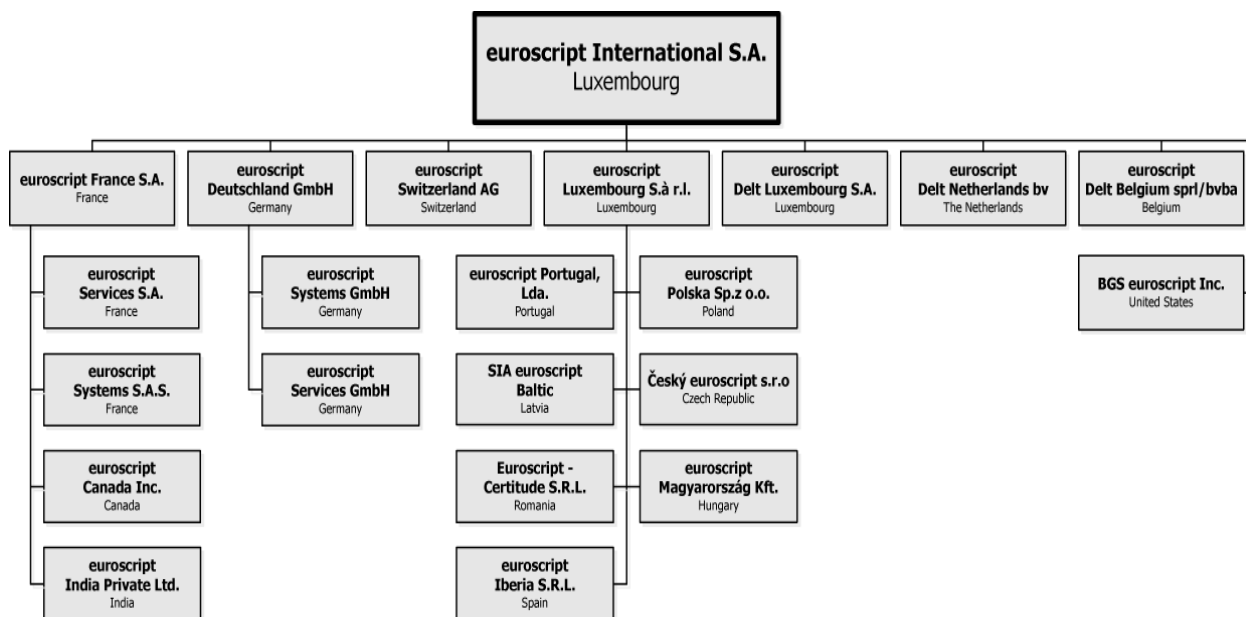 euroscript International S.A.
Luxembourg
euroscript France S.A.
France
euroscript
Deutschland GmbH
Germany
euroscript
Switzerland AG
Switzerland
euroscript
Luxembourg S.à r.l.
Luxembourg
euroscript
Delt Luxembourg S.A.
Luxembourg
euroscript
Delt Netherlands bv
The Netherlands
euroscript
Delt Belgium sprl/bvba
Belgium
euroscript
Services S.A.
France
euroscript
Systems GmbH
Germany
euroscript Portugal,
Lda.
Portugal
euroscript
Polska Sp.z o.o.
Poland
BGS euroscript Inc.
United States
euroscript
Systems S.A.S.
France
euroscript
Services GmbH
Germany
SIA euroscript
Baltic
Latvia
Český euroscript s.r.o
Czech Republic
euroscript
Canada Inc.
Canada
Euroscript -
Certitude S.R.L.
Romania
euroscript
Magyarország Kft.
Hungary
euroscript
India Private Ltd.
India
euroscript
Iberia S.R.L.
Spain